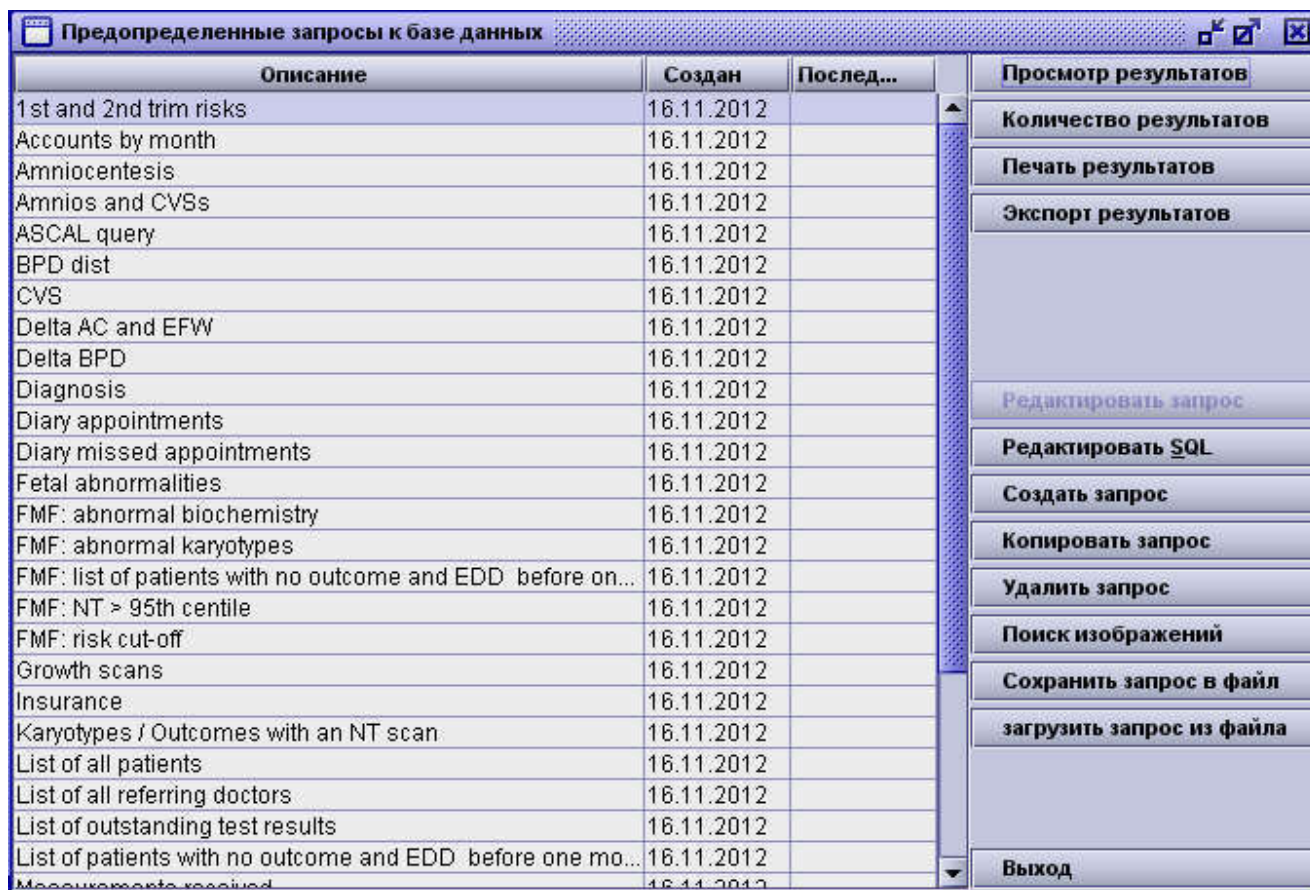 Предопределенные запросы к базе данных
Описание Создан Послед... Просмотр результатов
1st and 2nd trim risks 16.11.2012
Accounts by month 16.11.2012 Количество результатов
Amniocentesis 16.11.2012 Печать результатов
Amnios and CVSs 16.11.2012 Экспорт результатов
ASCAL query 16.11.2012
BPD dist 16.11.2012
CVS 16.11.2012
Delta AC and EFW 16.11.2012
Delta BPD 16.11.2012
Diagnosis 16.11.2012 Редактировать запрос
Diary appointments 16.11.2012
Diary missed appointments 16.11.2012 Редактировать SQL
Fetal abnormalities 16.11.2012 Создать запрос
FMF: abnormal biochemistry 16.11.2012
FMF: abnormal karyotypes 16.11.2012 Копировать запрос
FMF: list of patients with no outcome and EDD before on... 16.11.2012 Удалить запрос
FMF: NT > 95th centile 16.11.2012
FMF: risk cut-off 16.11.2012 Поиск изображений
Growth scans 16.11.2012 Сохранить запрос в файл
Insurance 16.11.2012
Karyotypes / Outcomes with an NT scan 16.11.2012 загрузить запрос из файла
List of all patients 16.11.2012
List of all referring doctors 16.11.2012
List of outstanding test results 16.11.2012
List of patients with no outcome and EDD before one mo... 16.11.2012 Выход
Measurements received 16.11.2012